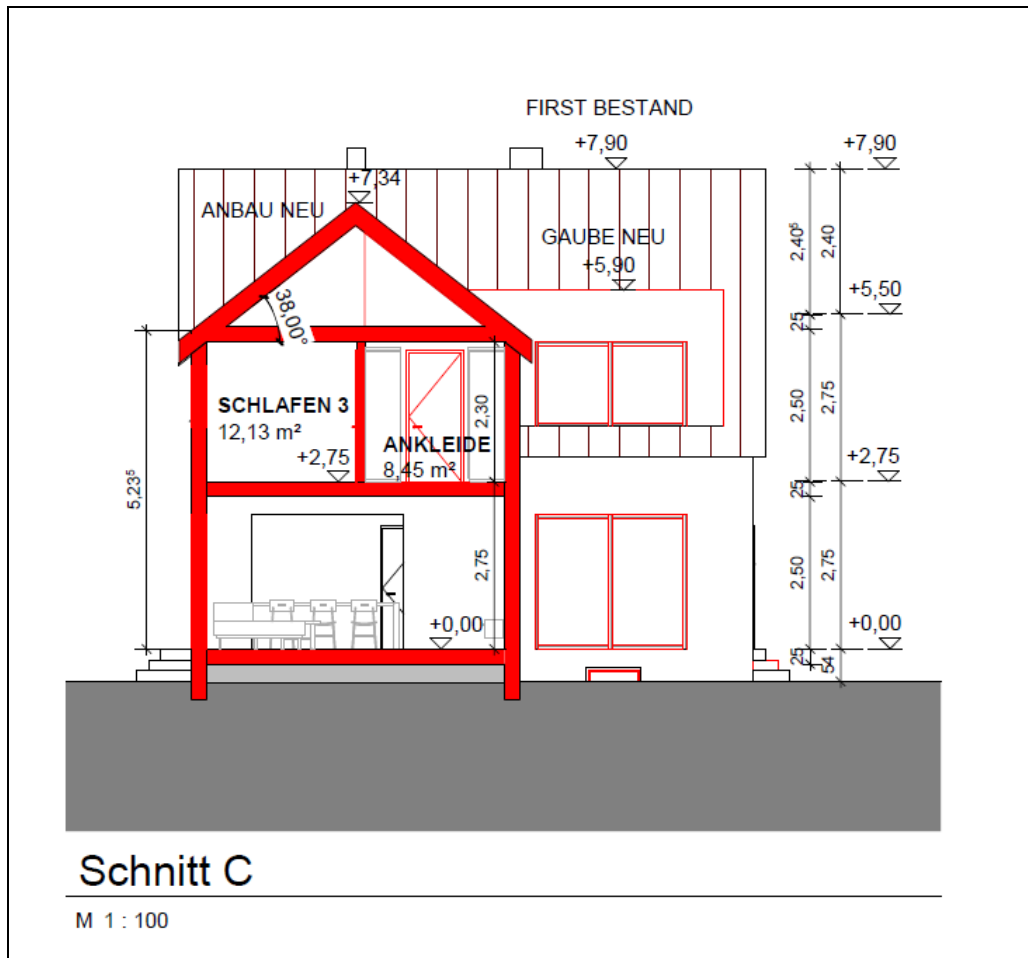 FIRST BESTAND
+7,90
+7,90
+7,34
ANBAU NEU
GAUBE NEU
+5,90
2,40⁵
2,40
+5,50
25
38,00°
SCHLAFEN 3
12,13 m²
ANKLEIDE
8,45 m²
2,30
2,50
2,75
+2,75
+2,75
25
5,23⁵
2,75
2,50
2,75
+0,00
+0,00
25
54
Schnitt C
M 1 : 100